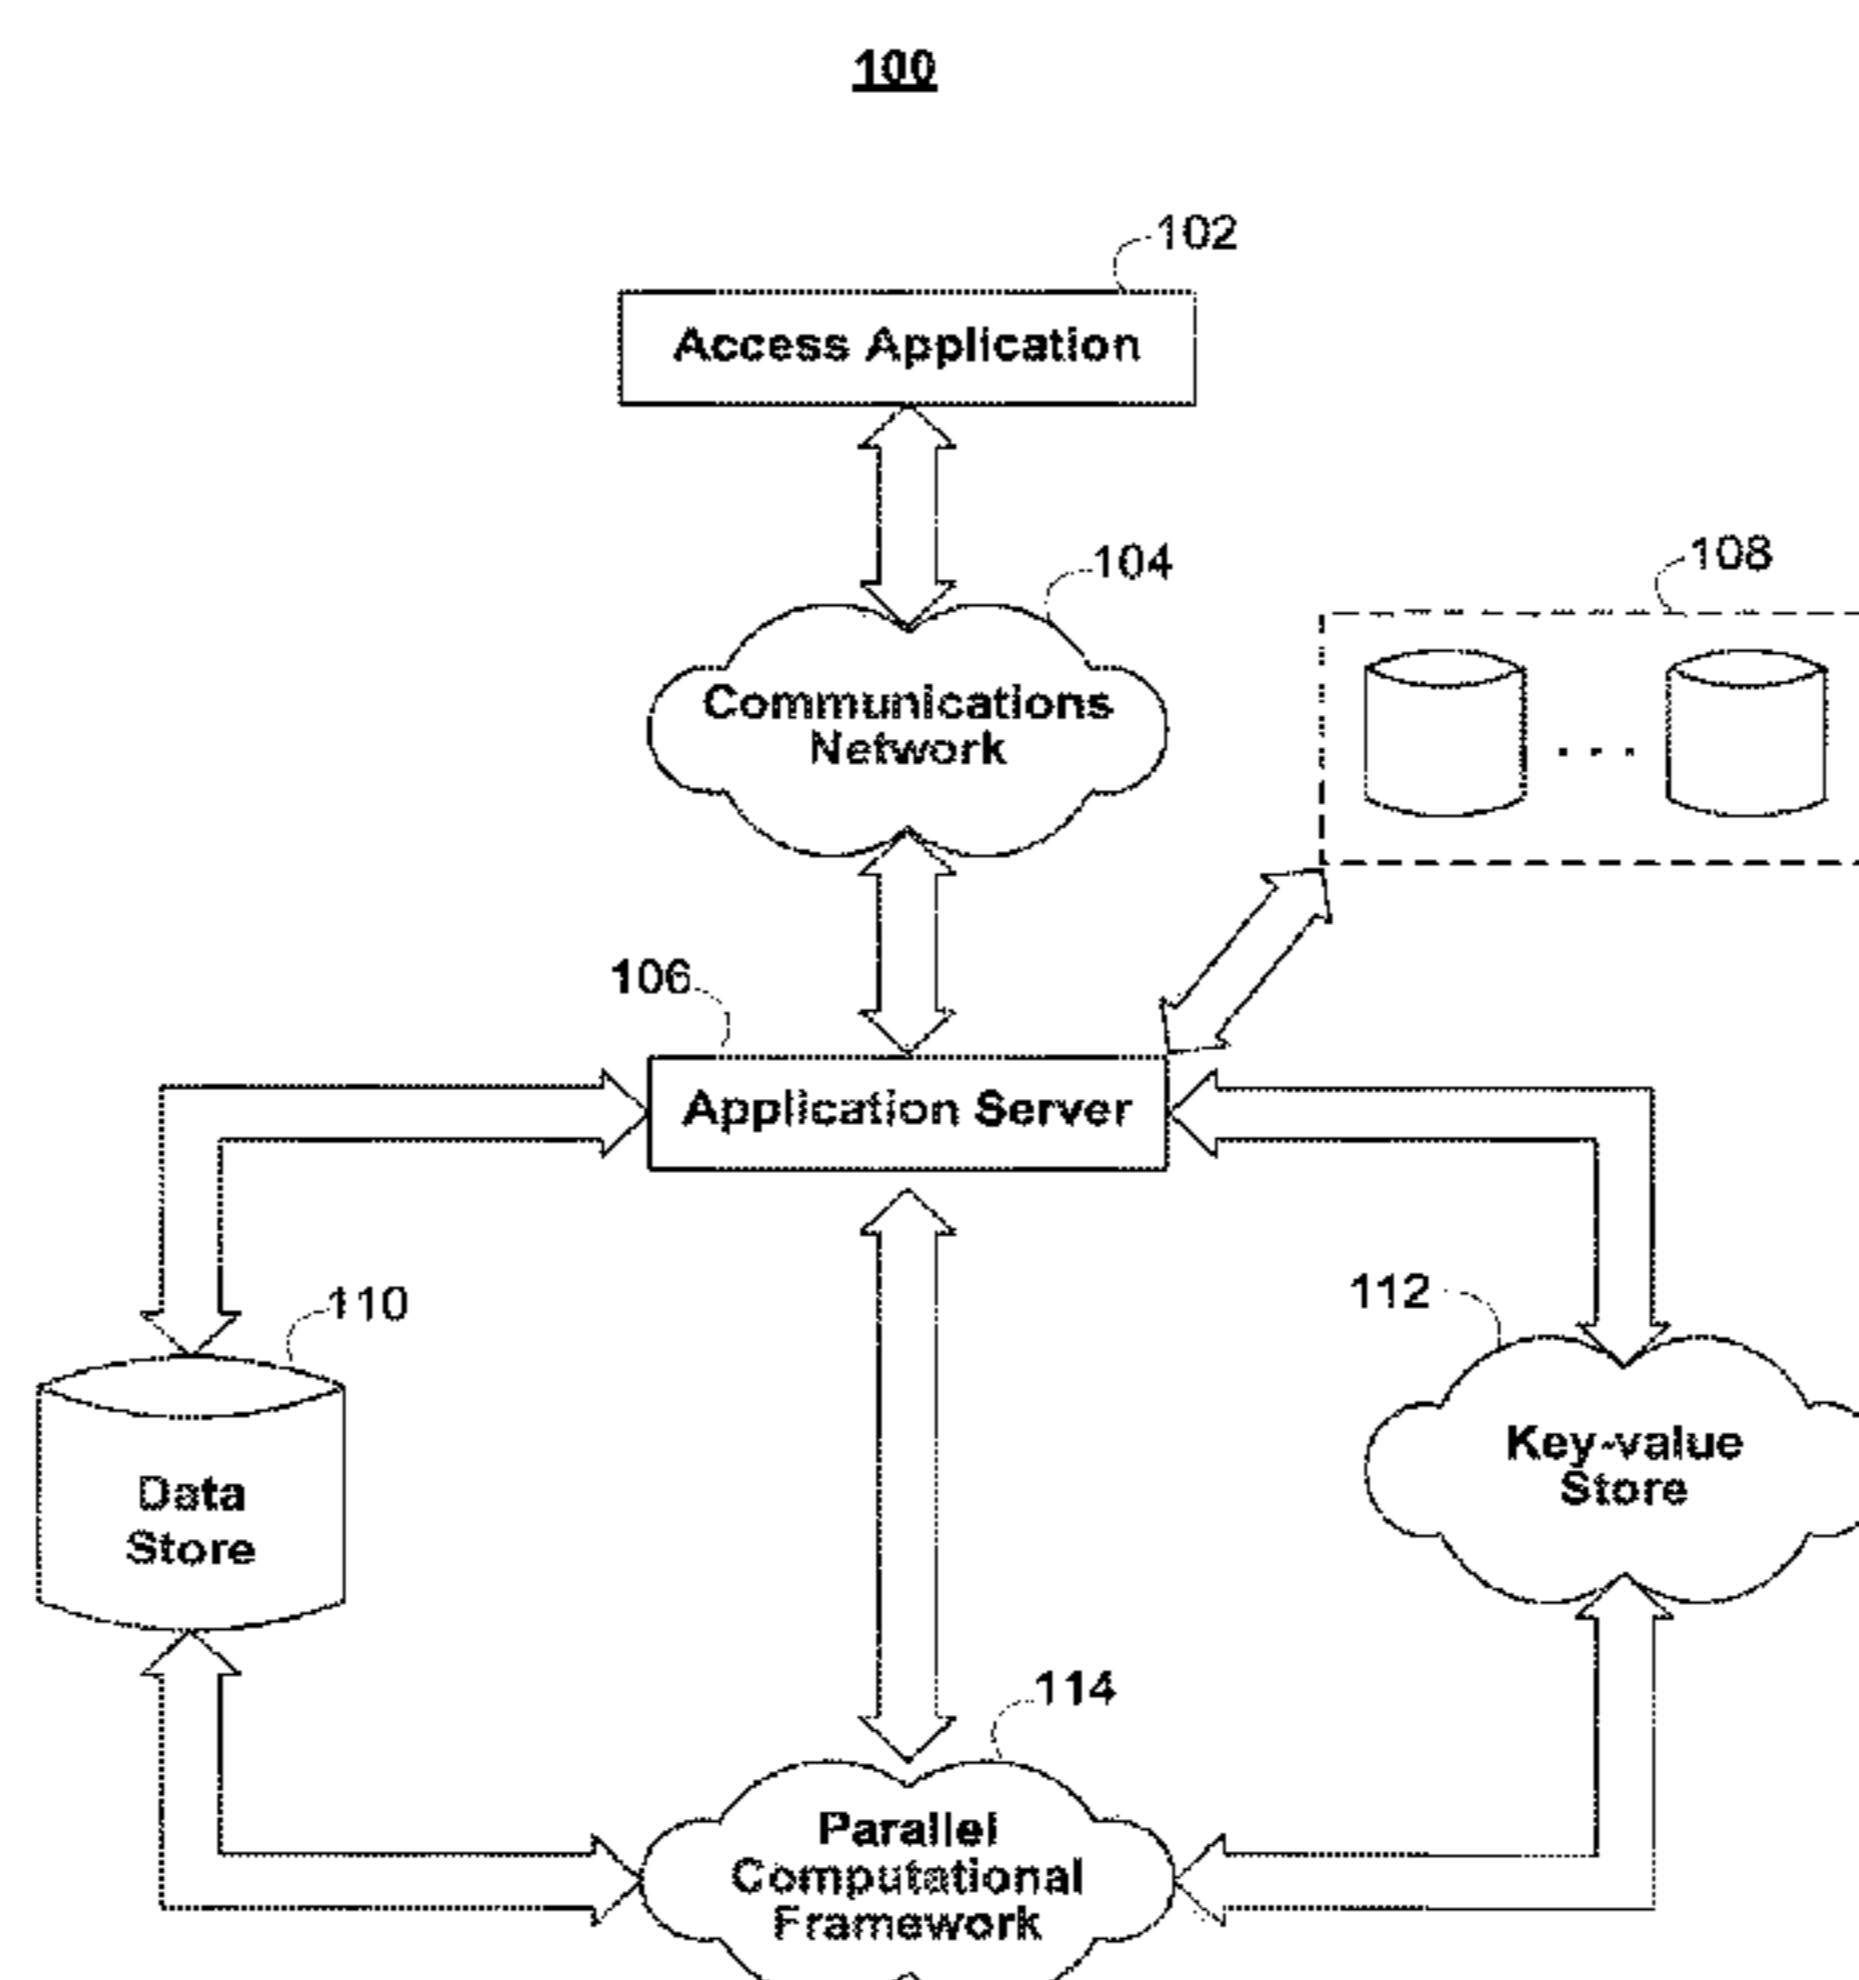 100
102
Access Application
104
108
Communications
Network
. . .
106
Application Server
110
112
Data
Store
Key-value
Store
114
Parallel
Computational
Framework